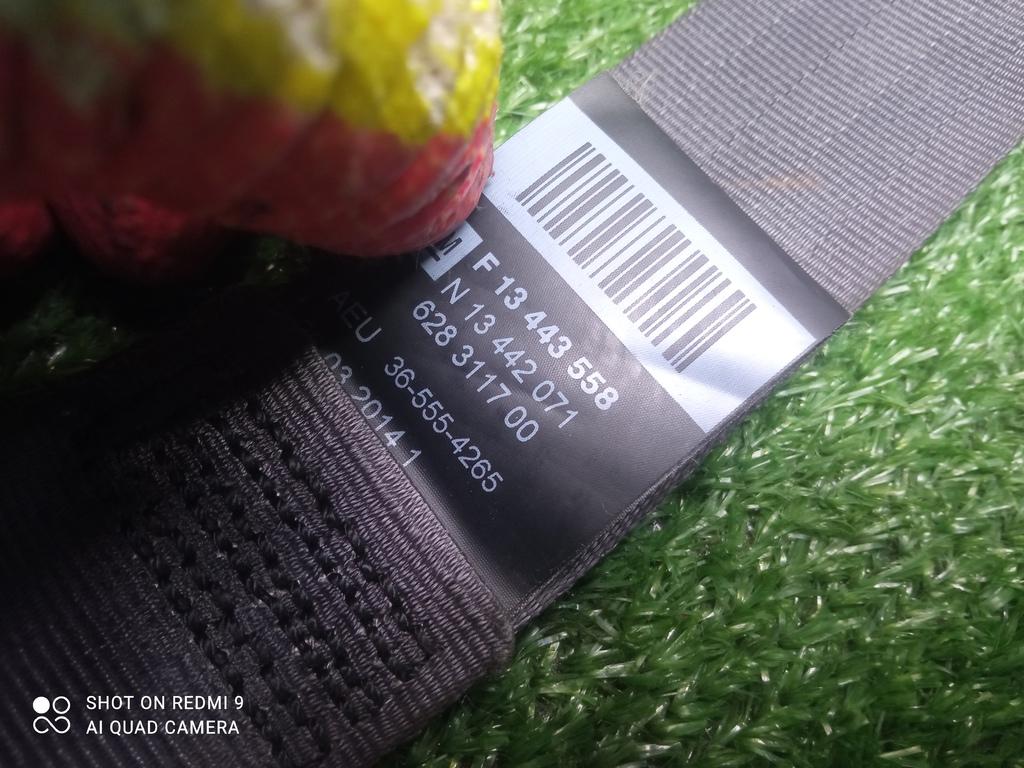 M
F 13 443 558
N 13 442 071
628 3117 00
AEU 36-555-4265
03 2014 1
SHOT ON REDMI 9
AI QUAD CAMERA